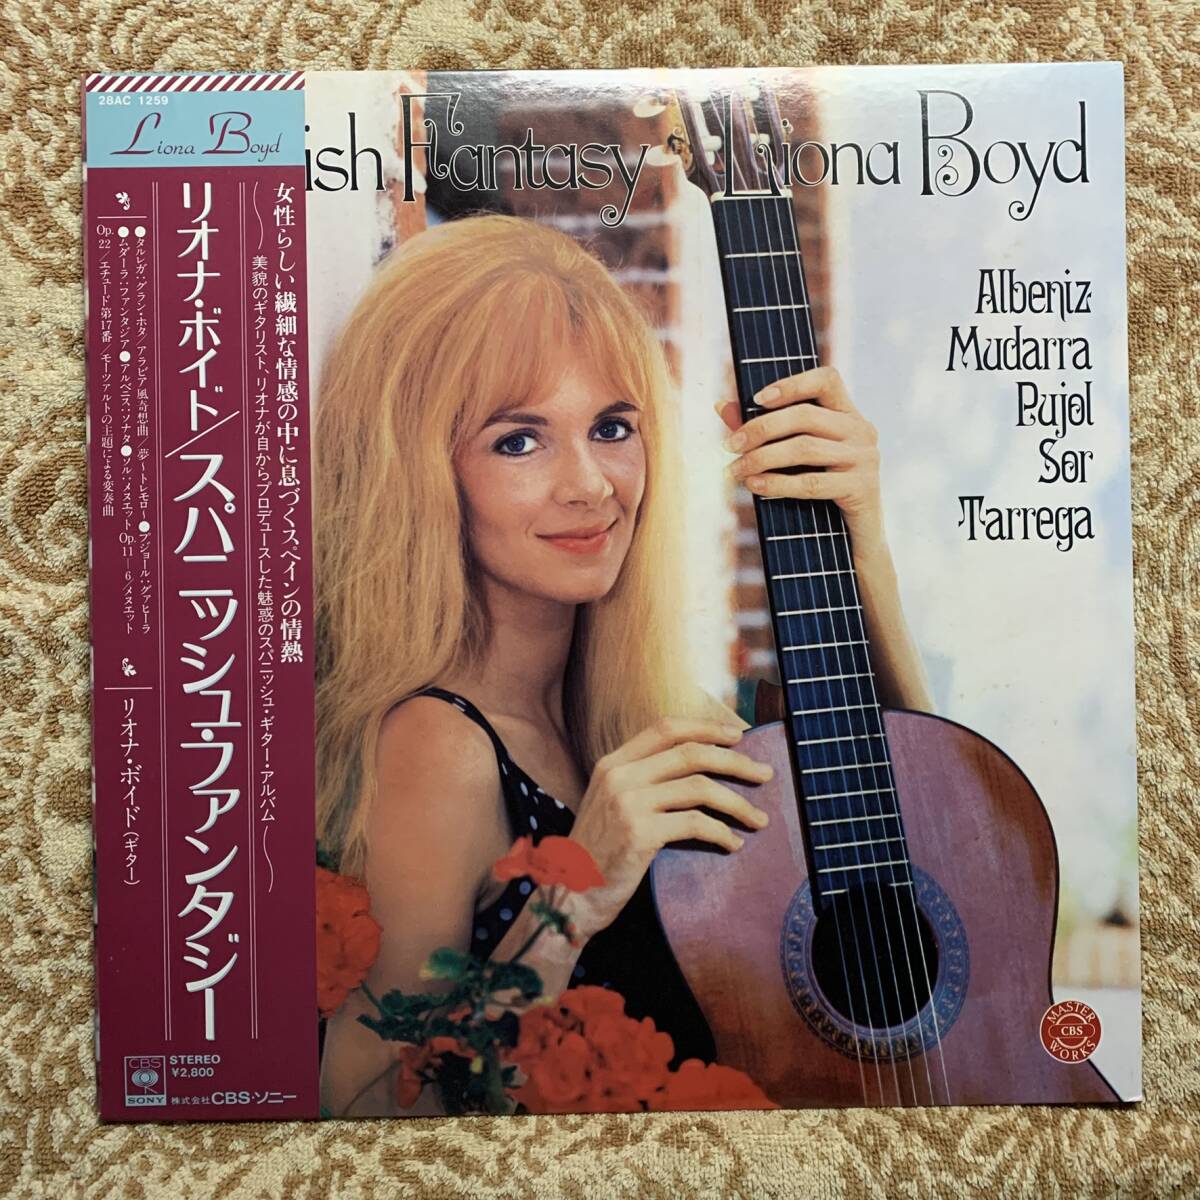 28AC 1259
Liona Boyd
女性らしい繊細な情感の中に息づくスペインの情熱
〜美貌のギタリスト、リオナが自からプロデュースした魅惑のスパニッシュ・ギター・アルバム〜
リオナ・ボイド/スパニッシュ・ファンタジー
●タルレガ:グラン・ホタ/アラビア風奇想曲/夢〜トレモロ〜●プジョール:グァヒーラ
●ムダーラ:ファンタジア●アルベニス:ソナタ●ソル:メヌエットOp.11-6/メヌエット
Op.22/エチュード第17番/モーツァルトの主題による変奏曲
リオナ・ボイド(ギター)
CBS
SONY
STEREO
¥2,800
株式会社CBS・ソニー
ish Fantasy Liona Boyd
Albeniz
Mudarra
Pujol
Sor
Tarrega
MASTER
CBS
WORKS